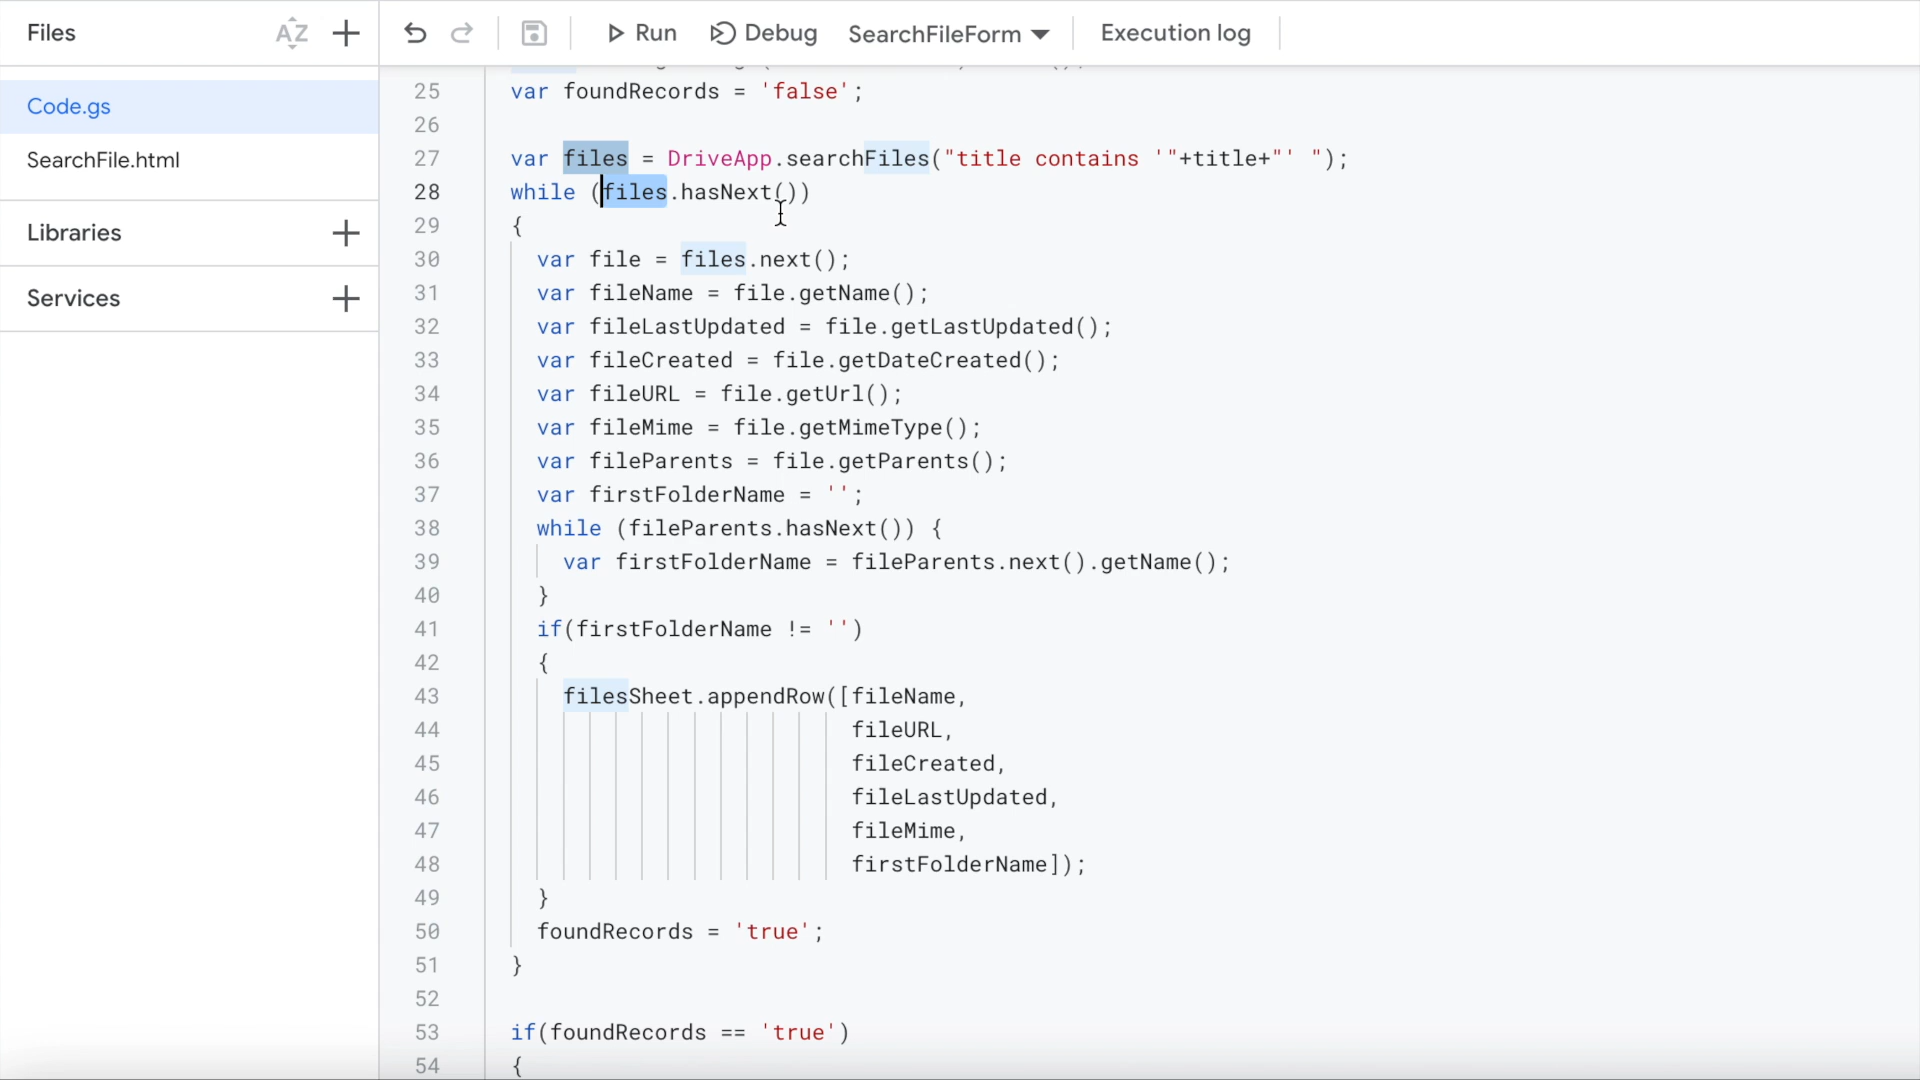 Files
AZ
Run
Debug
SearchFileForm
Execution log
Code.gs
SearchFile.html
Libraries
Services
25 var foundRecords = 'false';
26
27 var files = DriveApp.searchFiles("title contains '"+title+"' ");
28 while (files.hasNext())
29 {
30 var file = files.next();
31 var fileName = file.getName();
32 var fileLastUpdated = file.getLastUpdated();
33 var fileCreated = file.getDateCreated();
34 var fileURL = file.getUrl();
35 var fileMime = file.getMimeType();
36 var fileParents = file.getParents();
37 var firstFolderName = '';
38 while (fileParents.hasNext()) {
39 var firstFolderName = fileParents.next().getName();
40 }
41 if(firstFolderName != '')
42 {
43 filesSheet.appendRow([fileName,
44 fileURL,
45 fileCreated,
46 fileLastUpdated,
47 fileMime,
48 firstFolderName]);
49 }
50 foundRecords = 'true';
51 }
52
53 if(foundRecords == 'true')
54 {